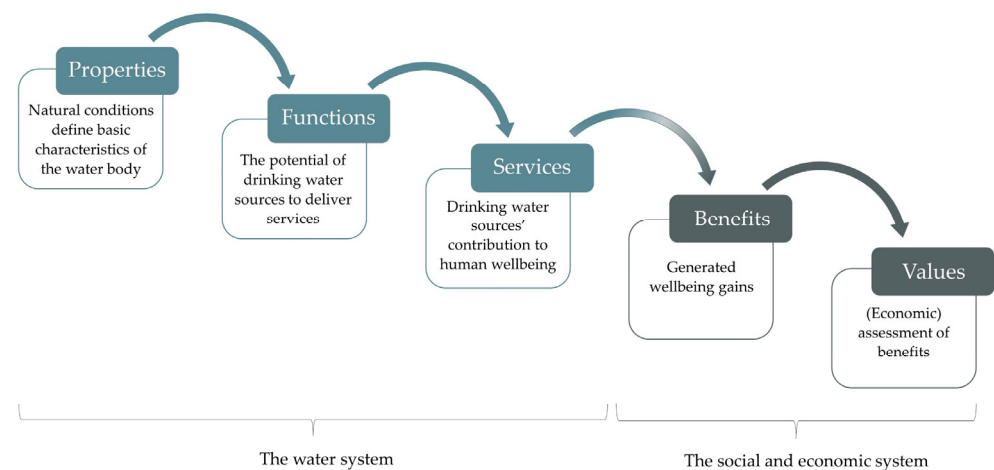 Properties
Natural conditions
define basic
characteristics of
the water body
Functions
The potential of
drinking water
sources to deliver
services
Services
Drinking water
sources’
contribution to
human wellbeing
Benefits
Generated
wellbeing gains
Values
(Economic)
assessment of
benefits
The water system
The social and economic system